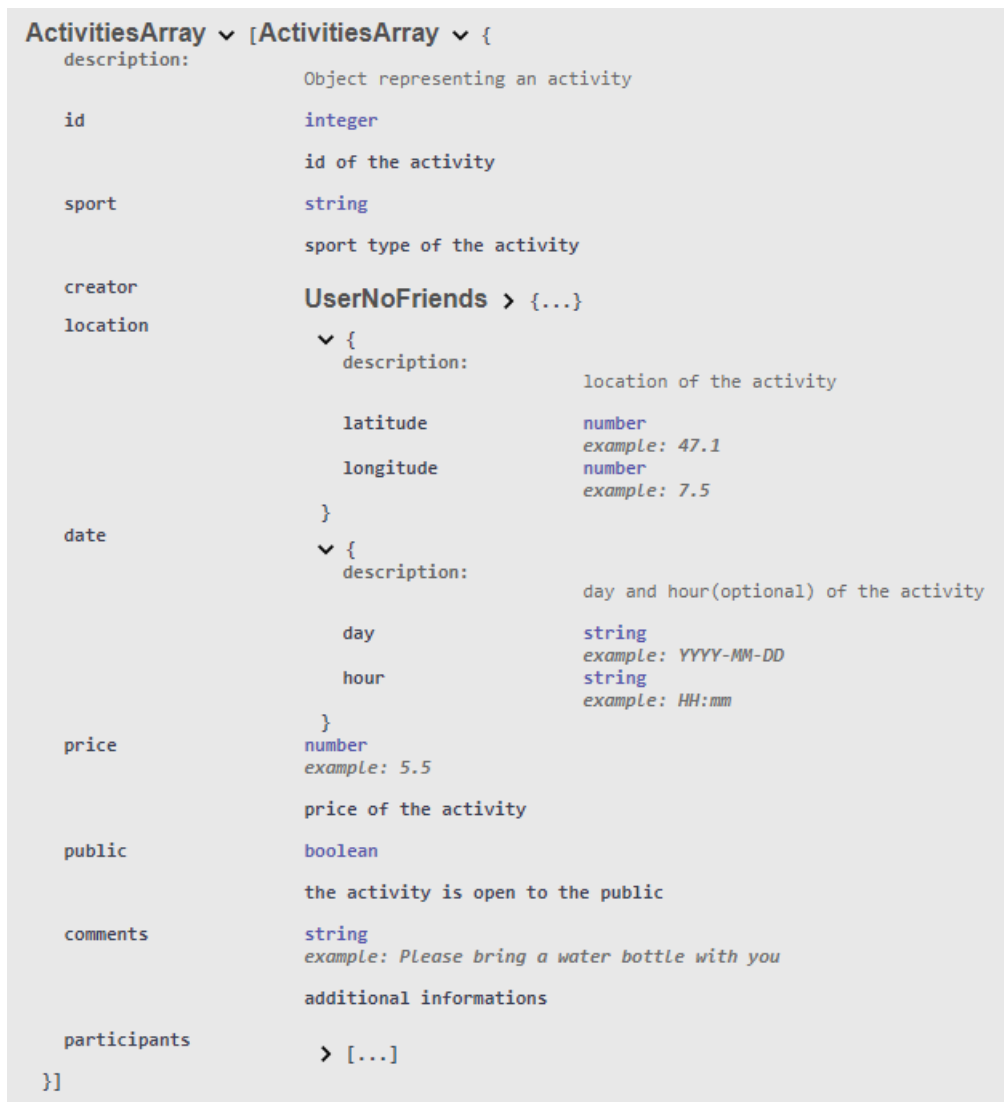 ActivitiesArray [ActivitiesArray {
description:
Object representing an activity
id integer
id of the activity
sport string
sport type of the activity
creator UserNoFriends > {...}
location {
description:
location of the activity
latitude number
example: 47.1
longitude number
example: 7.5
}
date {
description:
day and hour(optional) of the activity
day string
example: YYYY-MM-DD
hour string
example: HH:mm
}
price number
example: 5.5
price of the activity
public boolean
the activity is open to the public
comments string
example: Please bring a water bottle with you
additional informations
participants > [...]
}]